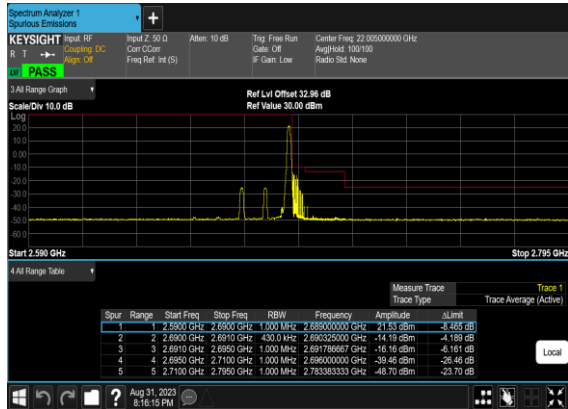 Spectrum Analyzer 1
Spurious Emissions
+
KEYSIGHT Input: RF Input Z: 50 Ω Atten: 10 dB Trig: Free Run Center Freq: 22.005000000 GHz
R T Coupling: DC Corr CCorr Gate: Off Avg|Hold: 100/100
Align: Off Freq Ref: Int (S) IF Gain: Low Radio Std: None
PASS
3 All Range Graph
Ref Lvl Offset 32.96 dB
Scale/Div 10.0 dB Ref Value 30.00 dBm
Log
20.0
10.0
0.00
-10.0
-20.0
-30.0
-40.0
-50.0
-60.0
Start 2.590 GHz Stop 2.795 GHz
4 All Range Table
Measure Trace Trace 1
Trace Type Trace Average (Active)
Spur Range Start Freq Stop Freq RBW Frequency Amplitude ΔLimit
1 1 2.5900 GHz 2.6900 GHz 1.000 MHz 2.689000000 GHz 21.53 dBm -8.465 dB
2 2 2.6900 GHz 2.6910 GHz 430.0 kHz 2.690325000 GHz -14.19 dBm -4.189 dB
3 3 2.6910 GHz 2.6950 GHz 1.000 MHz 2.691786667 GHz -16.16 dBm -6.161 dB
4 4 2.6950 GHz 2.7100 GHz 1.000 MHz 2.696000000 GHz -39.46 dBm -26.46 dB
5 5 2.7100 GHz 2.7950 GHz 1.000 MHz 2.783383333 GHz -48.70 dBm -23.70 dB
Local
? Aug 31, 2023
8:16:15 PM